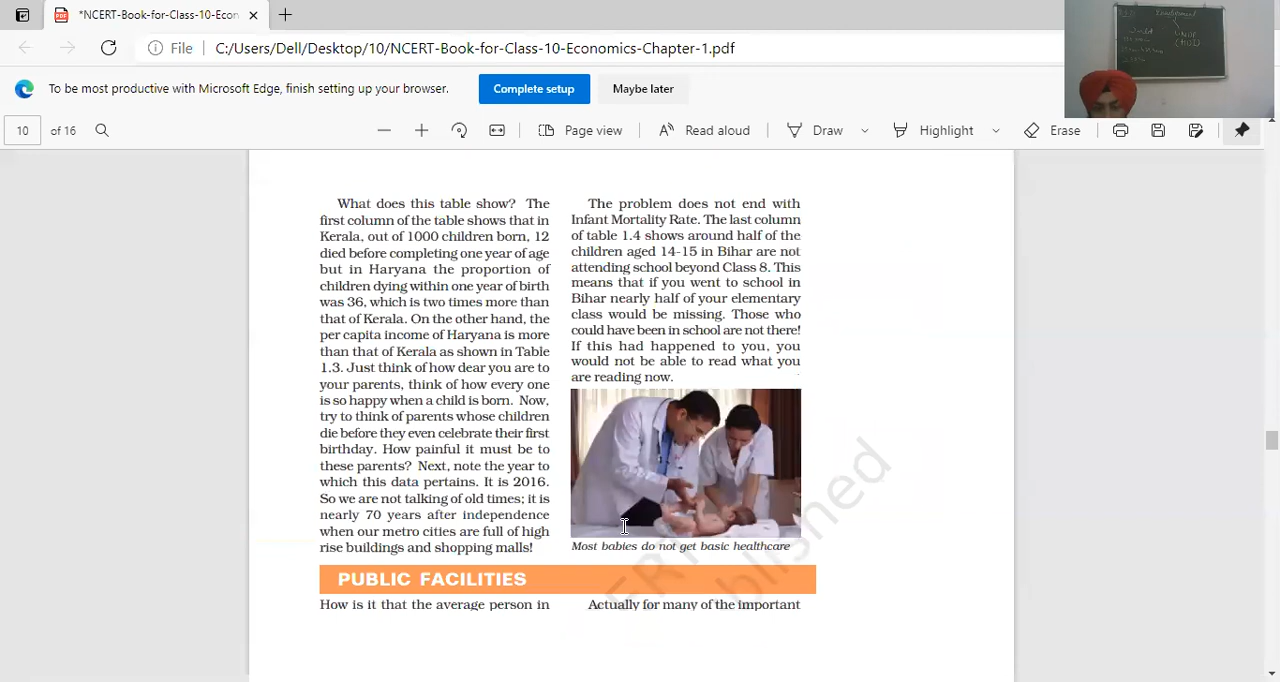 *NCERT-Book-for-Class-10-Econ
File
C:/Users/Dell/Desktop/10/NCERT-Book-for-Class-10-Economics-Chapter-1.pdf
To be most productive with Microsoft Edge, finish setting up your browser.
Complete setup
Maybe later
10 of 16
Page view
Read aloud
Draw
Highlight
Erase
What does this table show? The
first column of the table shows that in
Kerala, out of 1000 children born, 12
died before completing one year of age
but in Haryana the proportion of
children dying within one year of birth
was 36, which is two times more than
that of Kerala. On the other hand, the
per capita income of Haryana is more
than that of Kerala as shown in Table
1.3. Just think of how dear you are to
your parents, think of how every one
is so happy when a child is born. Now,
try to think of parents whose children
die before they even celebrate their first
birthday. How painful it must be to
these parents? Next, note the year to
which this data pertains. It is 2016.
So we are not talking of old times; it is
nearly 70 years after independence
when our metro cities are full of high
rise buildings and shopping malls!
The problem does not end with
Infant Mortality Rate. The last column
of table 1.4 shows around half of the
children aged 14-15 in Bihar are not
attending school beyond Class 8. This
means that if you went to school in
Bihar nearly half of your elementary
class would be missing. Those who
could have been in school are not there!
If this had happened to you, you
would not be able to read what you
are reading now.
Most babies do not get basic healthcare
PUBLIC FACILITIES
How is it that the average person in
Actually for many of the important
blished